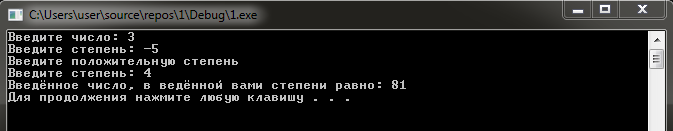 C:\Users\user\source\repos\1\Debug\1.exe
Введите число: 3
Введите степень: -5
Введите положительную степень
Введите степень: 4
Введённое число, в ведённой вами степени равно: 81
Для продолжения нажмите любую клавишу . . .